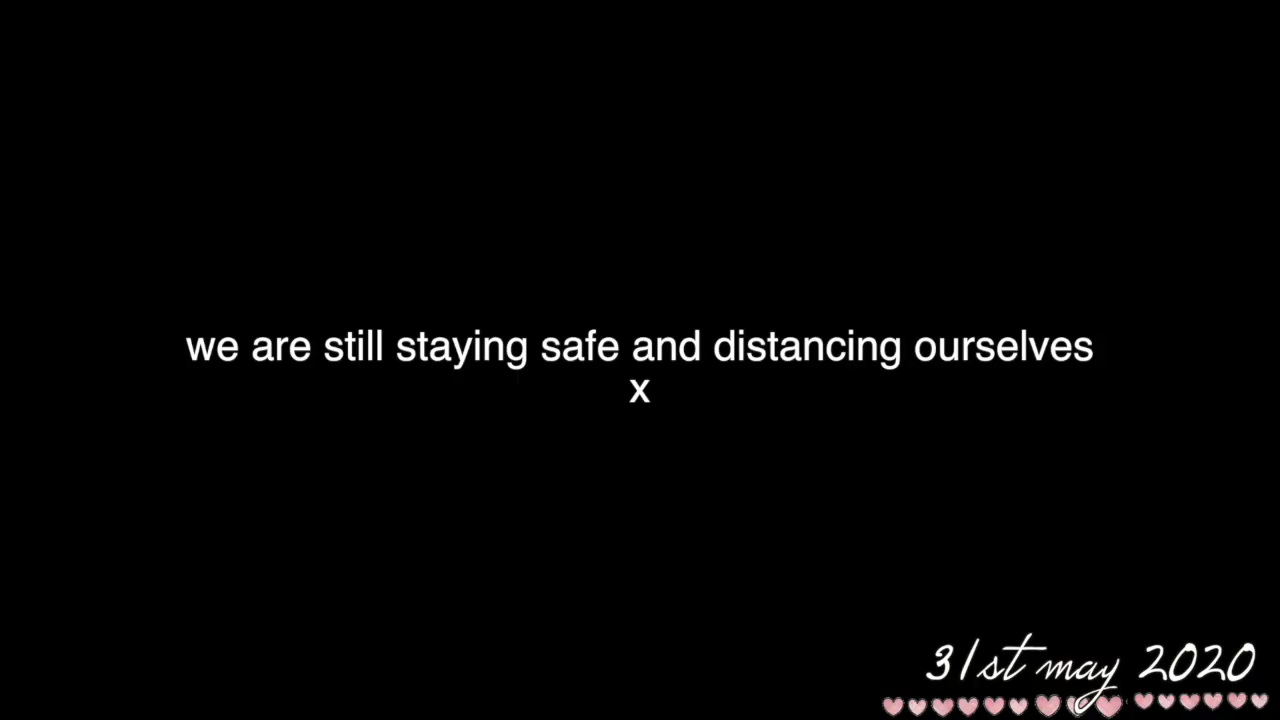 we are still staying safe and distancing ourselves
x
31st may 2020